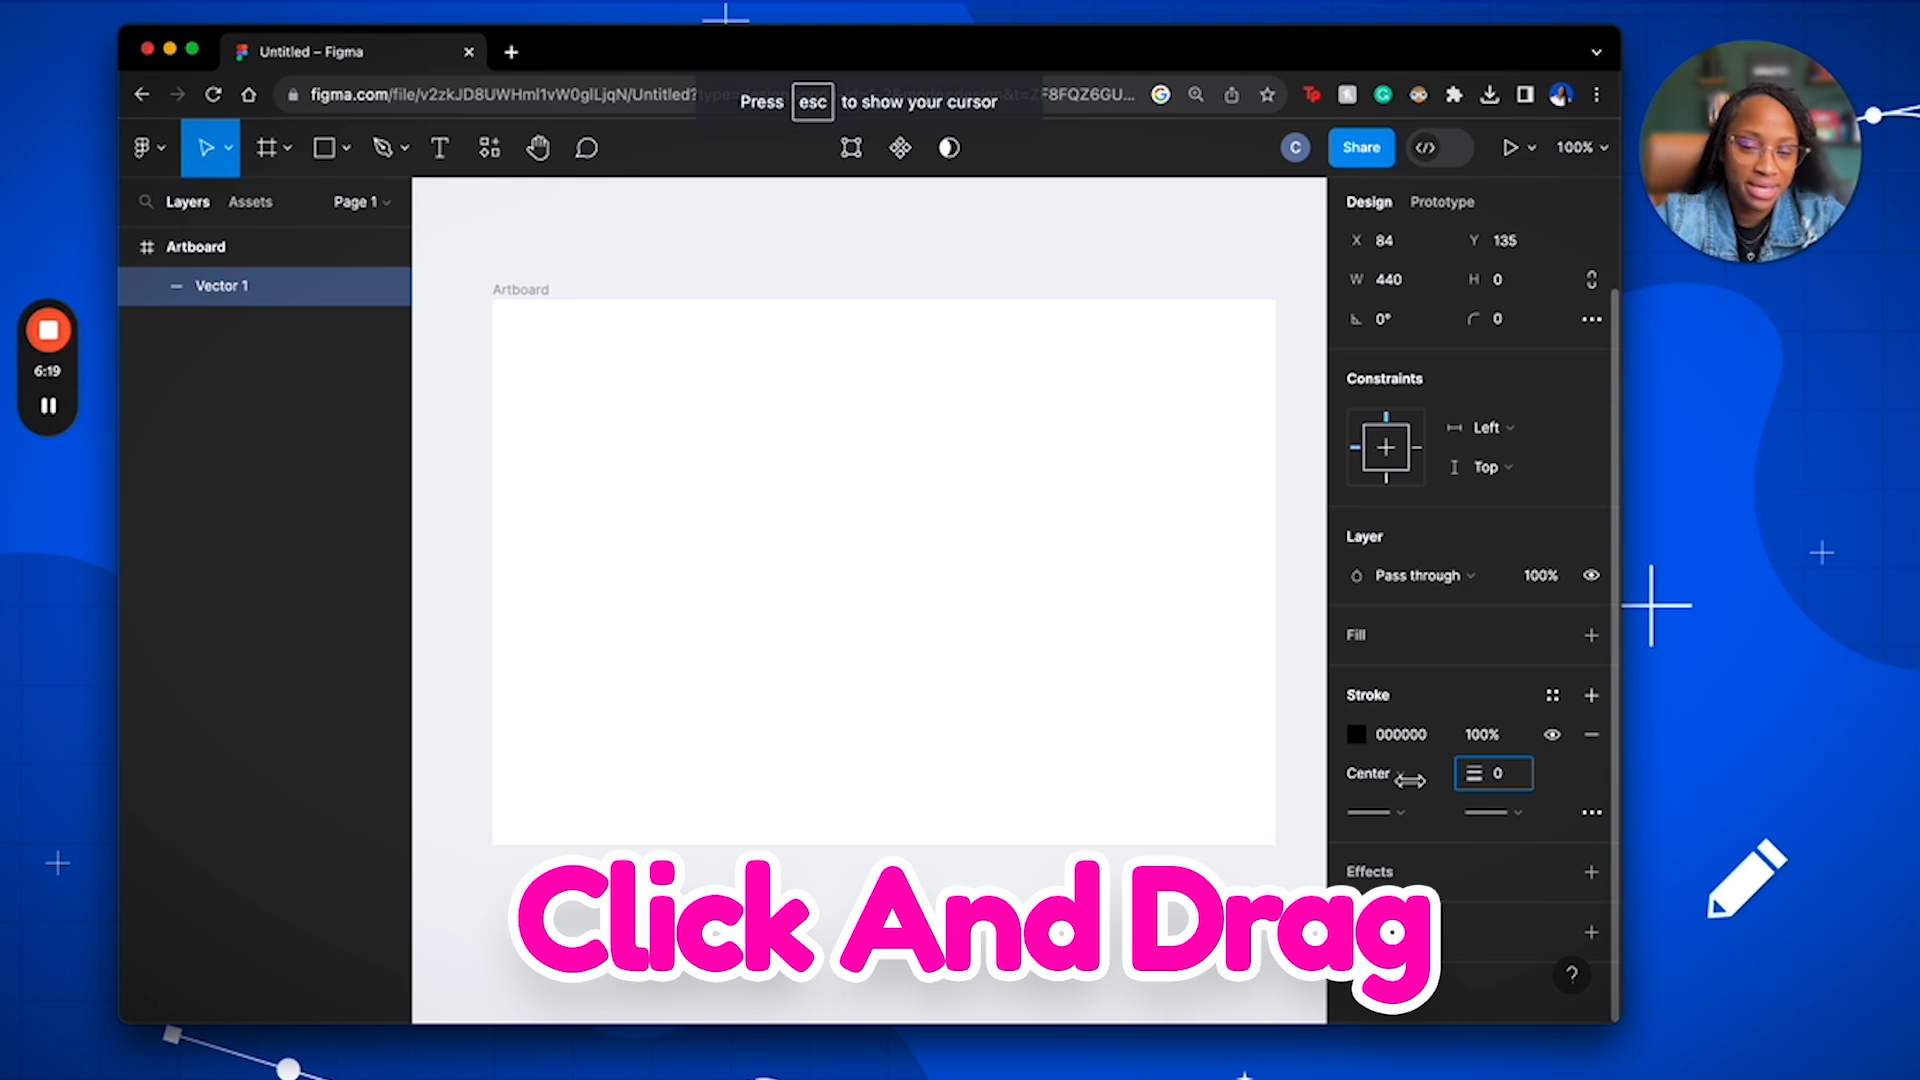 Untitled – Figma
figma.com/file/v2zkJD8UWHml1vW0glLjqN/Untitled?
F8FQZ6GU...
Press esc to show your cursor
Share
C
100%
Layers Assets Page 1
Artboard
Vector 1
Artboard
Design Prototype
X 84 Y 135
W 440 H 0
0° 0
Constraints
Left
Top
Layer
Pass through 100%
Fill
Stroke
000000 100%
Center 0
Effects
?
6:19
Click And Drag